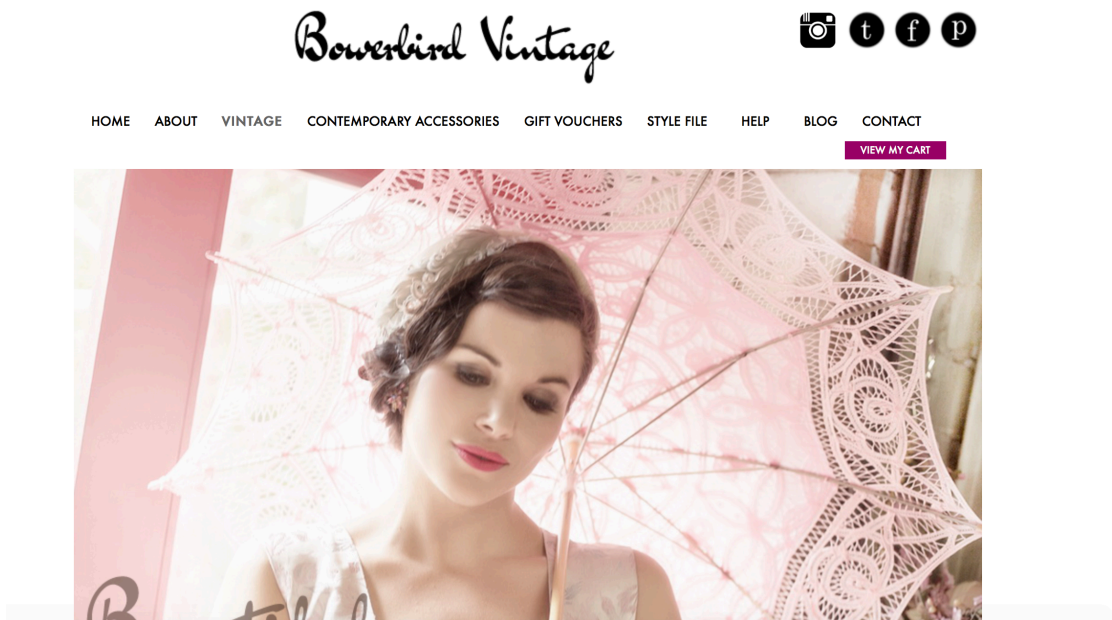 Bowerbird Vintage
t f p
HOME ABOUT VINTAGE CONTEMPORARY ACCESSORIES GIFT VOUCHERS STYLE FILE HELP BLOG CONTACT
VIEW MY CART